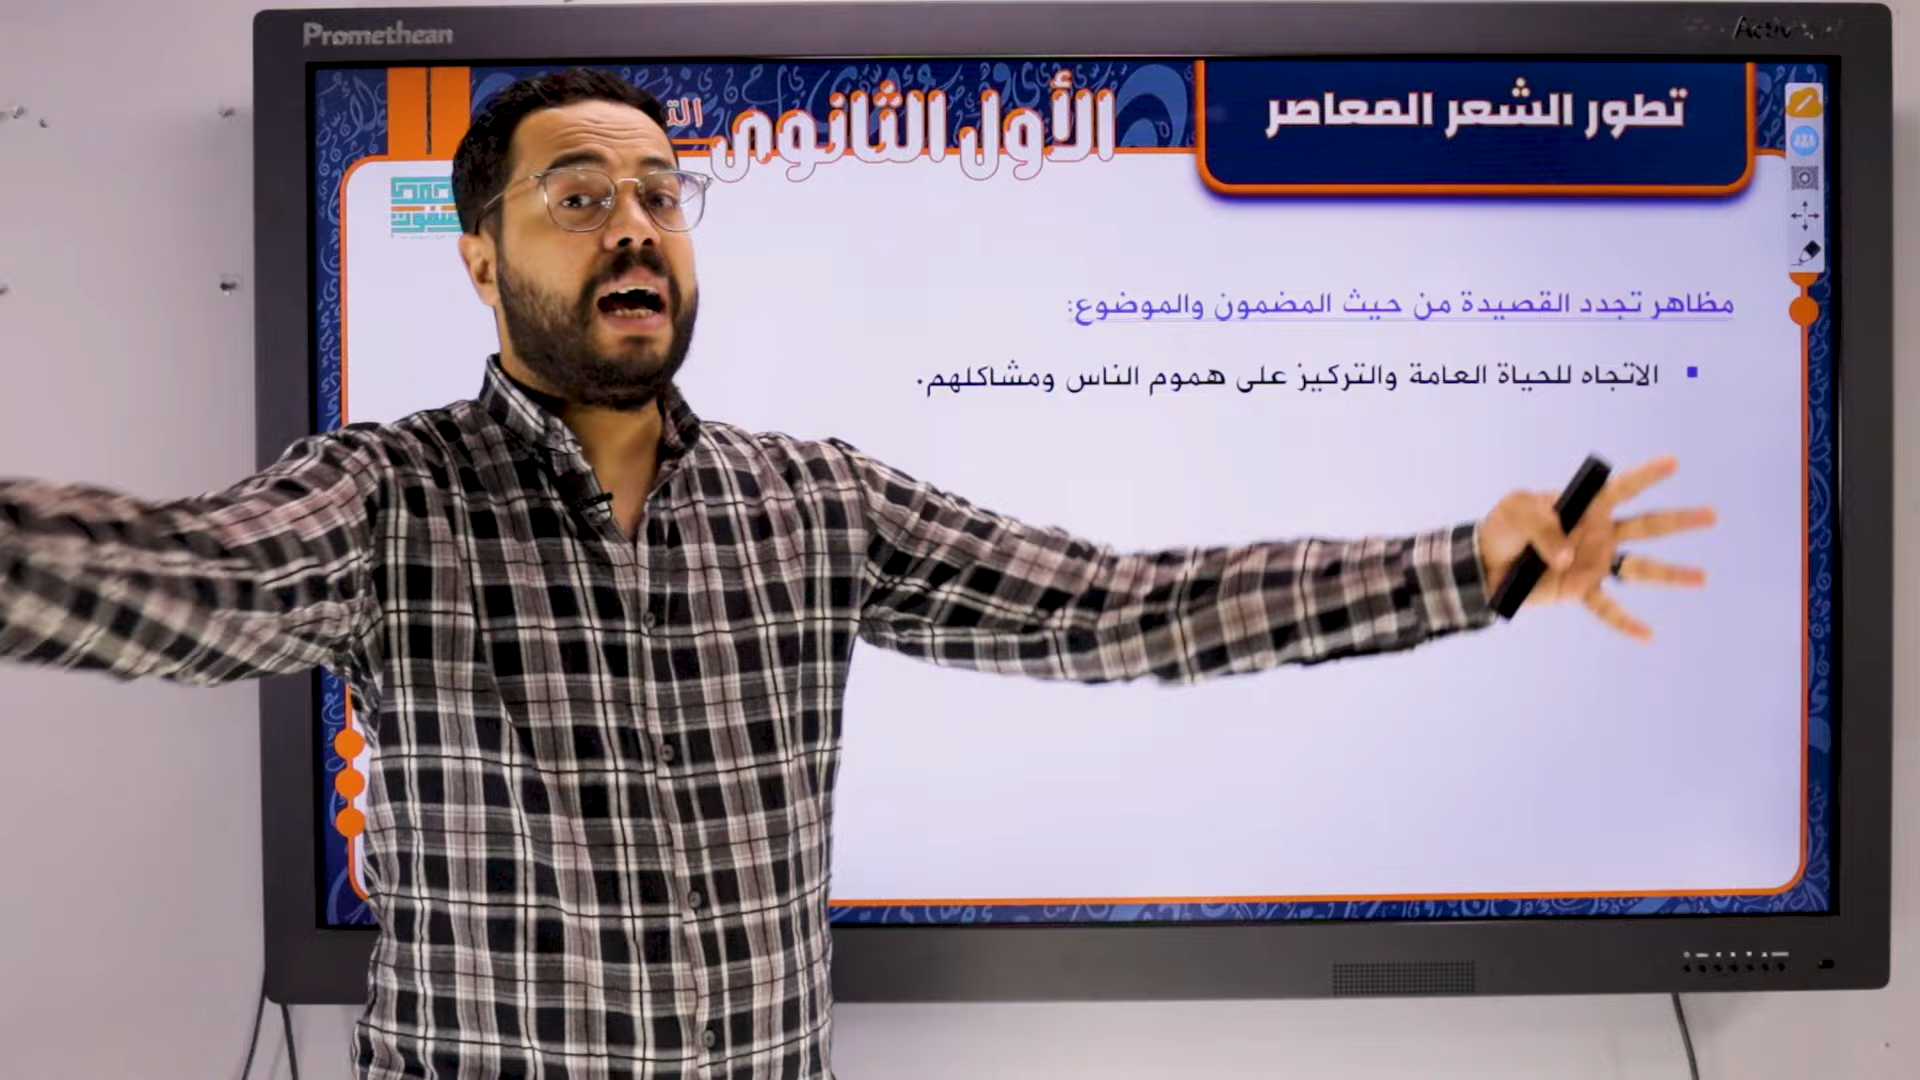 Promethean
تطور الشعر المعاصر
الأول الثانوي
مظاهر تجدد القصيدة من حيث المضمون والموضوع:
▪ الاتجاه للحياة العامة والتركيز على هموم الناس ومشاكلهم.